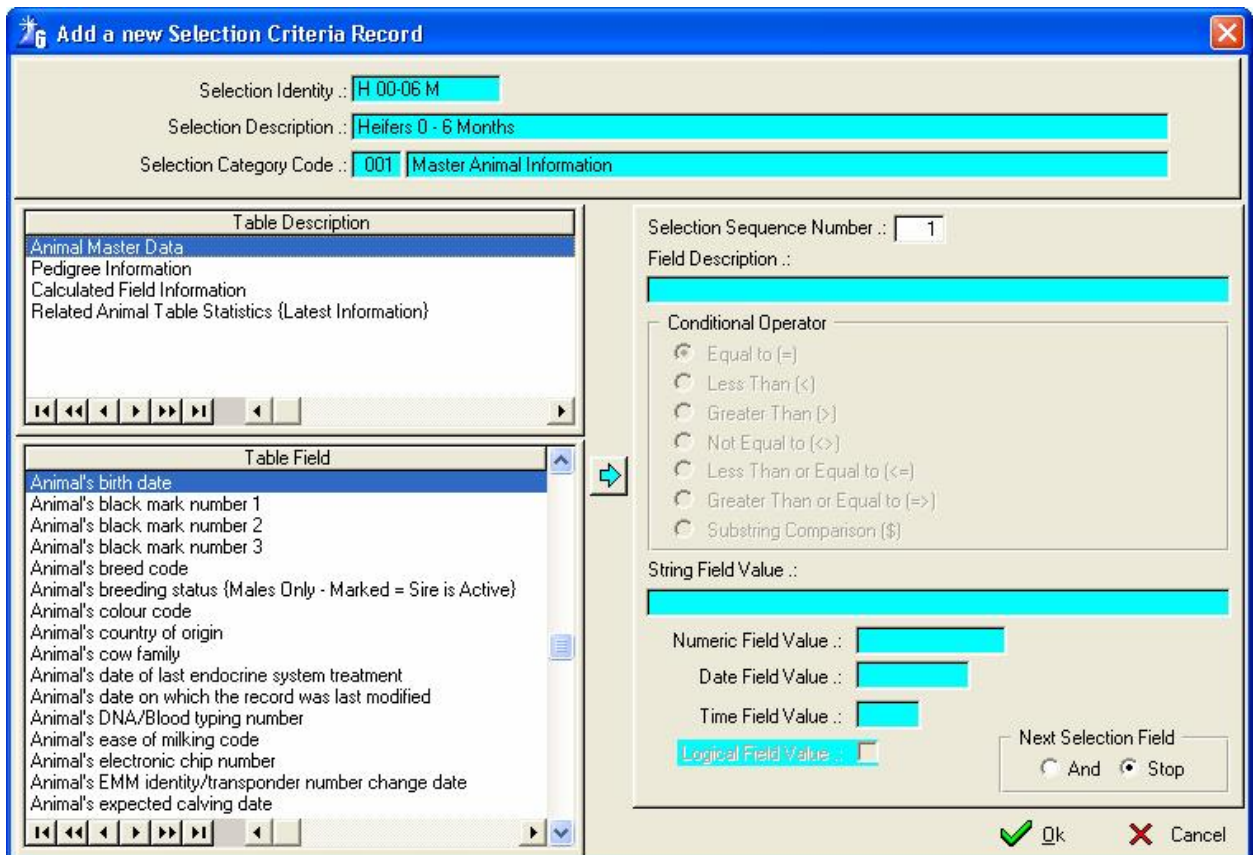 Add a new Selection Criteria Record
Selection Identity .: H 00-06 M
Selection Description .: Heifers 0 - 6 Months
Selection Category Code .: 001 Master Animal Information
Table Description
Animal Master Data
Pedigree Information
Calculated Field Information
Related Animal Table Statistics {Latest Information}
Table Field
Animal's birth date
Animal's black mark number 1
Animal's black mark number 2
Animal's black mark number 3
Animal's breed code
Animal's breeding status {Males Only - Marked = Sire is Active}
Animal's colour code
Animal's country of origin
Animal's cow family
Animal's date of last endocrine system treatment
Animal's date on which the record was last modified
Animal's DNA/Blood typing number
Animal's ease of milking code
Animal's electronic chip number
Animal's EMM identity/transponder number change date
Animal's expected calving date
Selection Sequence Number .: 1
Field Description .:
Conditional Operator
Equal to (=)
Less Than (<)
Greater Than (>)
Not Equal to (<>)
Less Than or Equal to (<=)
Greater Than or Equal to (=>)
Substring Comparison ($)
String Field Value .:
Numeric Field Value .:
Date Field Value .:
Time Field Value .:
Logical Field Value .:
Next Selection Field
And Stop
Ok Cancel